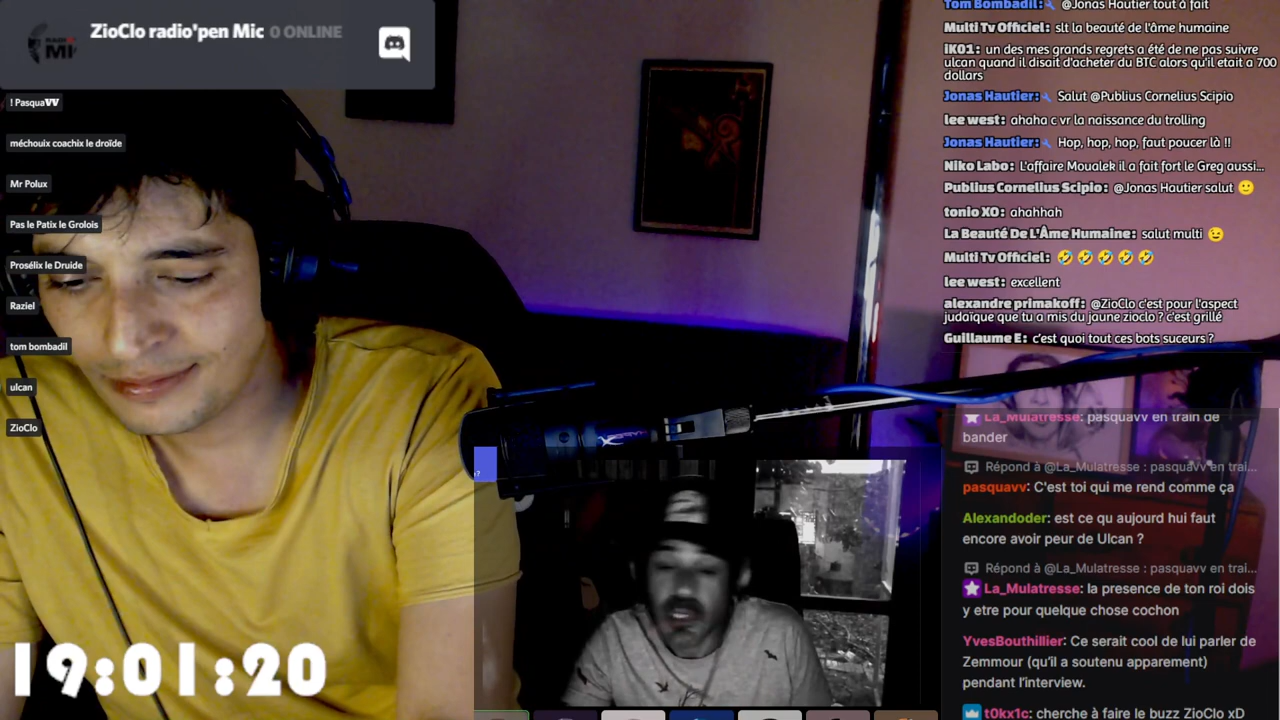 ZioClo radio'pen Mic 0 ONLINE
MI
! PasquaVV
méchouix coachix le droïde
Mr Polux
Pas le Patix le Grolois
Prosélix le Druide
Raziel
tom bombadil
ulcan
ZioClo
19:01:20
Tom Bombadil: @Jonas Hautier tout à fait
Multi Tv Officiel: slt la beauté de l'âme humaine
iK01: un des mes grands regrets a été de ne pas suivre
ulcan quand il disait d'acheter du BTC alors qu'il etait a 700
dollars
Jonas Hautier: Salut @Publius Cornelius Scipio
lee west: ahaha c vr la naissance du trolling
Jonas Hautier: Hop, hop, hop, faut poucer là !!
Niko Labo: L'affaire Moualek il a fait fort le Greg aussi...
Publius Cornelius Scipio: @Jonas Hautier salut 🙂
tonio XO: ahahhah
La Beauté De L'Âme Humaine: salut multi 😉
Multi Tv Officiel: 🤣🤣🤣🤣🤣
lee west: excellent
alexandre primakoff: @ZioClo c'est pour l'aspect
judaïque que tu a mis du jaune zioclo ? c'est grillé
Guillaume E: c'est quoi tout ces bots suceurs ?
La_Mulatresse: pasquavv en train de
bander
Répond à @La_Mulatresse : pasquavv en trai...
pasquavv: C'est toi qui me rend comme ça
Alexandoder: est ce qu aujourd hui faut
encore avoir peur de Ulcan ?
Répond à @La_Mulatresse : pasquavv en trai...
La_Mulatresse: la presence de ton roi dois
y etre pour quelque chose cochon
YvesBouthillier: Ce serait cool de lui parler de
Zemmour (qu'il a soutenu apparement)
pendant l'interview.
t0kx1c: cherche à faire le buzz ZioClo xD